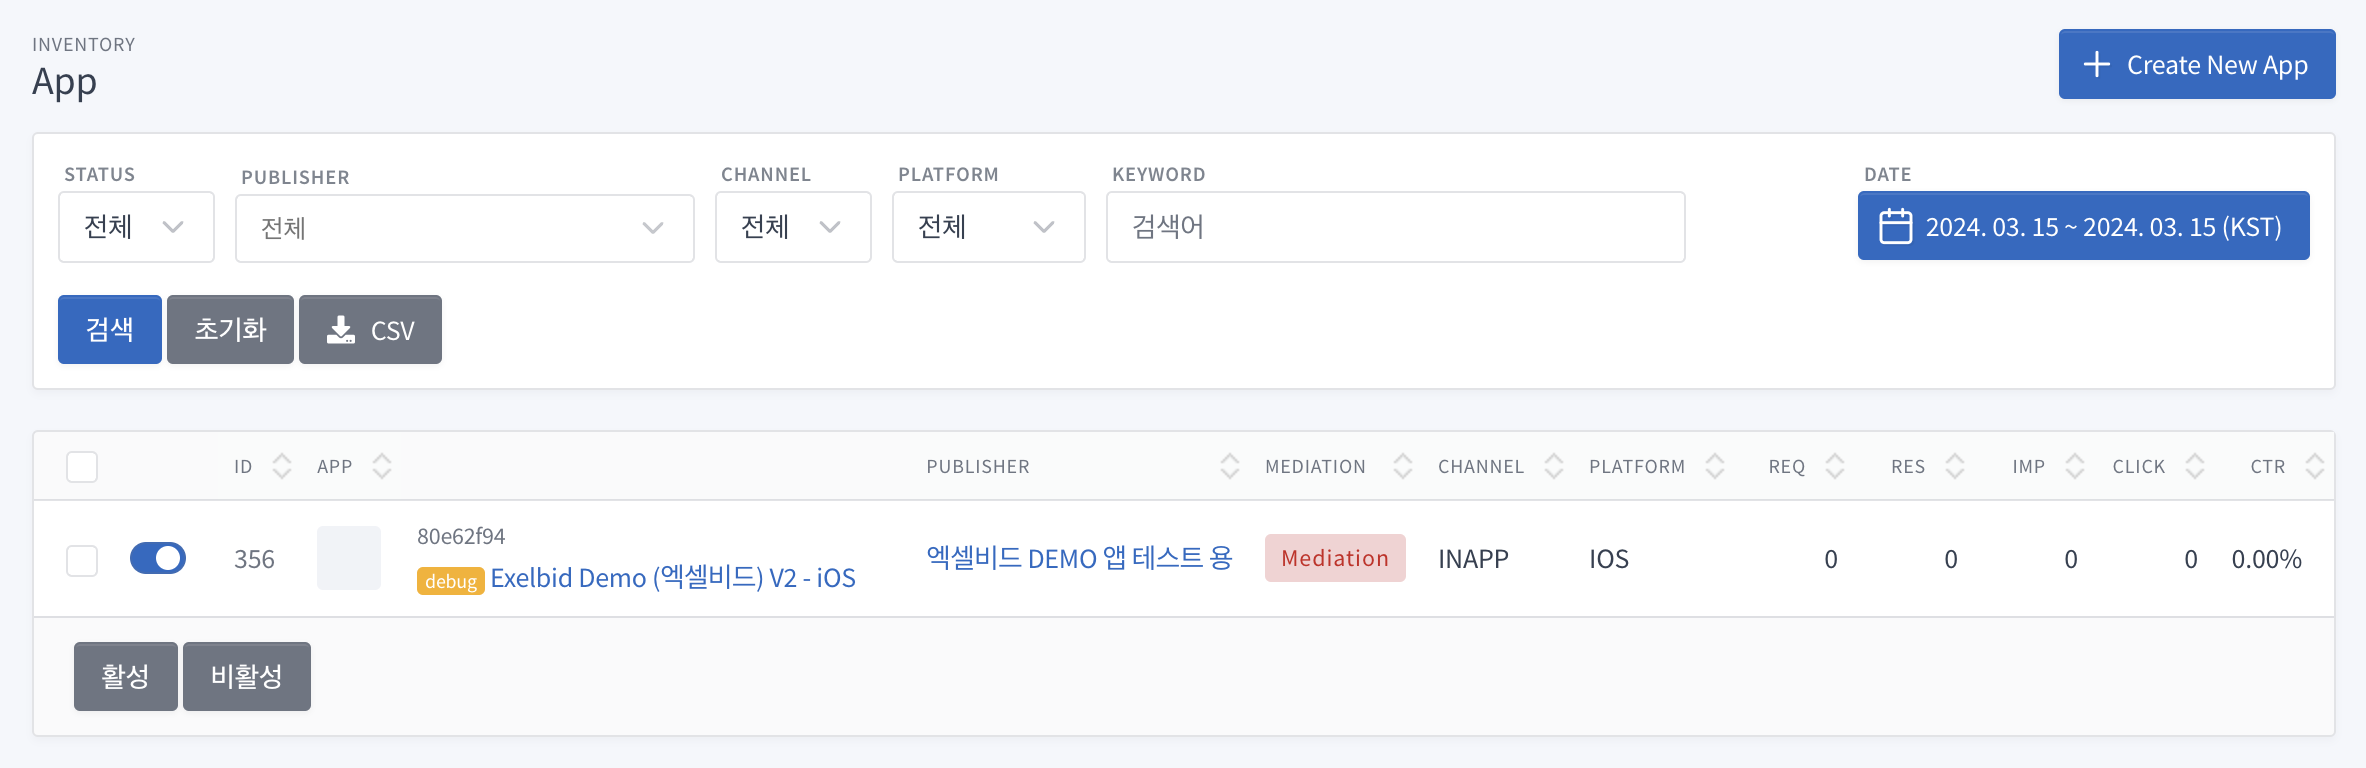 INVENTORY
App
Create New App
STATUS PUBLISHER CHANNEL PLATFORM KEYWORD DATE
전체 전체 전체 전체 검색어 2024. 03. 15 ~ 2024. 03. 15 (KST)
검색 초기화 CSV
ID APP PUBLISHER MEDIATION CHANNEL PLATFORM REQ RES IMP CLICK CTR
80e62f94
356 debug Exelbid Demo (엑셀비드) V2 - iOS 엑셀비드 DEMO 앱 테스트 용 Mediation INAPP IOS 0 0 0 0 0.00%
활성 비활성